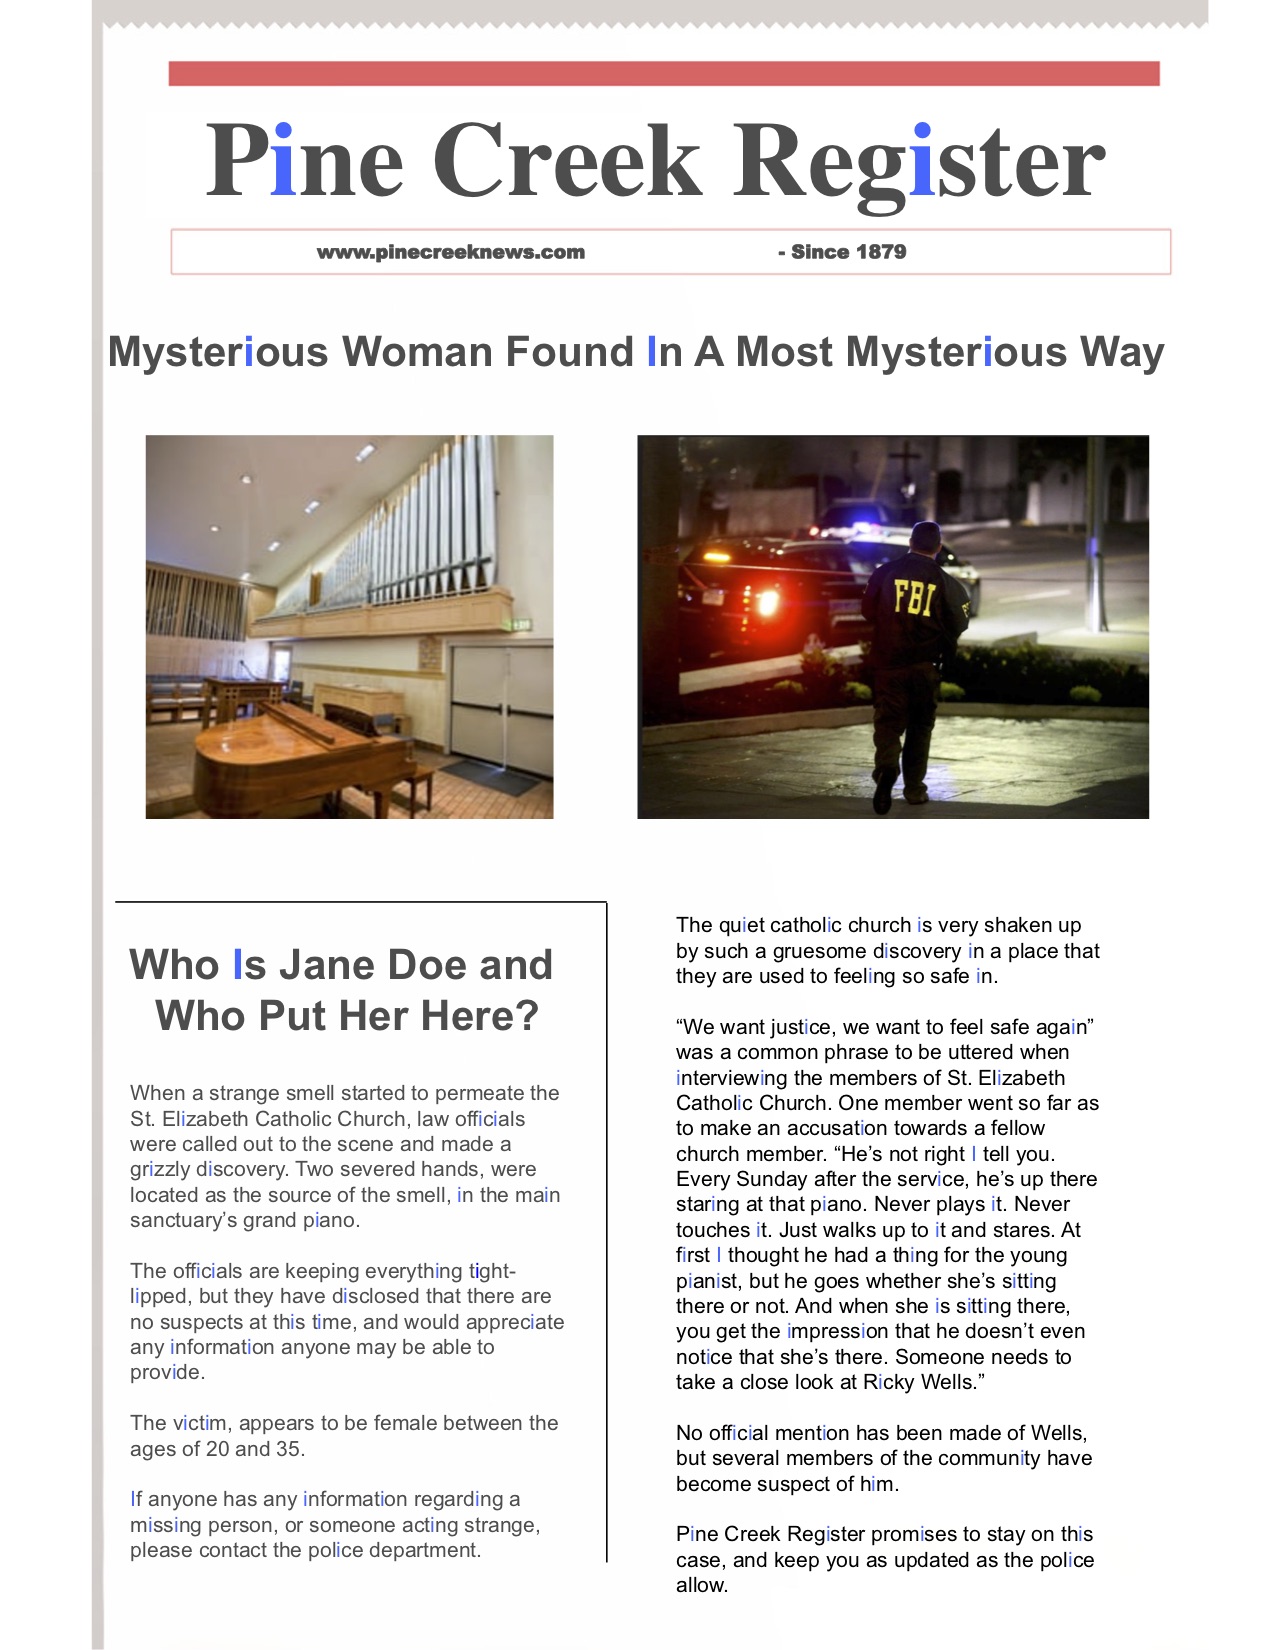 Pine Creek Register
www.pinecreeknews.com - Since 1879
Mysterious Woman Found In A Most Mysterious Way
FBI
Who Is Jane Doe and
Who Put Her Here?
When a strange smell started to permeate the
St. Elizabeth Catholic Church, law officials
were called out to the scene and made a
grizzly discovery. Two severed hands, were
located as the source of the smell, in the main
sanctuary’s grand piano.
The officials are keeping everything tight-
lipped, but they have disclosed that there are
no suspects at this time, and would appreciate
any information anyone may be able to
provide.
The victim, appears to be female between the
ages of 20 and 35.
If anyone has any information regarding a
missing person, or someone acting strange,
please contact the police department.
The quiet catholic church is very shaken up
by such a gruesome discovery in a place that
they are used to feeling so safe in.
“We want justice, we want to feel safe again”
was a common phrase to be uttered when
interviewing the members of St. Elizabeth
Catholic Church. One member went so far as
to make an accusation towards a fellow
church member. “He’s not right I tell you.
Every Sunday after the service, he’s up there
staring at that piano. Never plays it. Never
touches it. Just walks up to it and stares. At
first I thought he had a thing for the young
pianist, but he goes whether she’s sitting
there or not. And when she is sitting there,
you get the impression that he doesn’t even
notice that she’s there. Someone needs to
take a close look at Ricky Wells.”
No official mention has been made of Wells,
but several members of the community have
become suspect of him.
Pine Creek Register promises to stay on this
case, and keep you as updated as the police
allow.